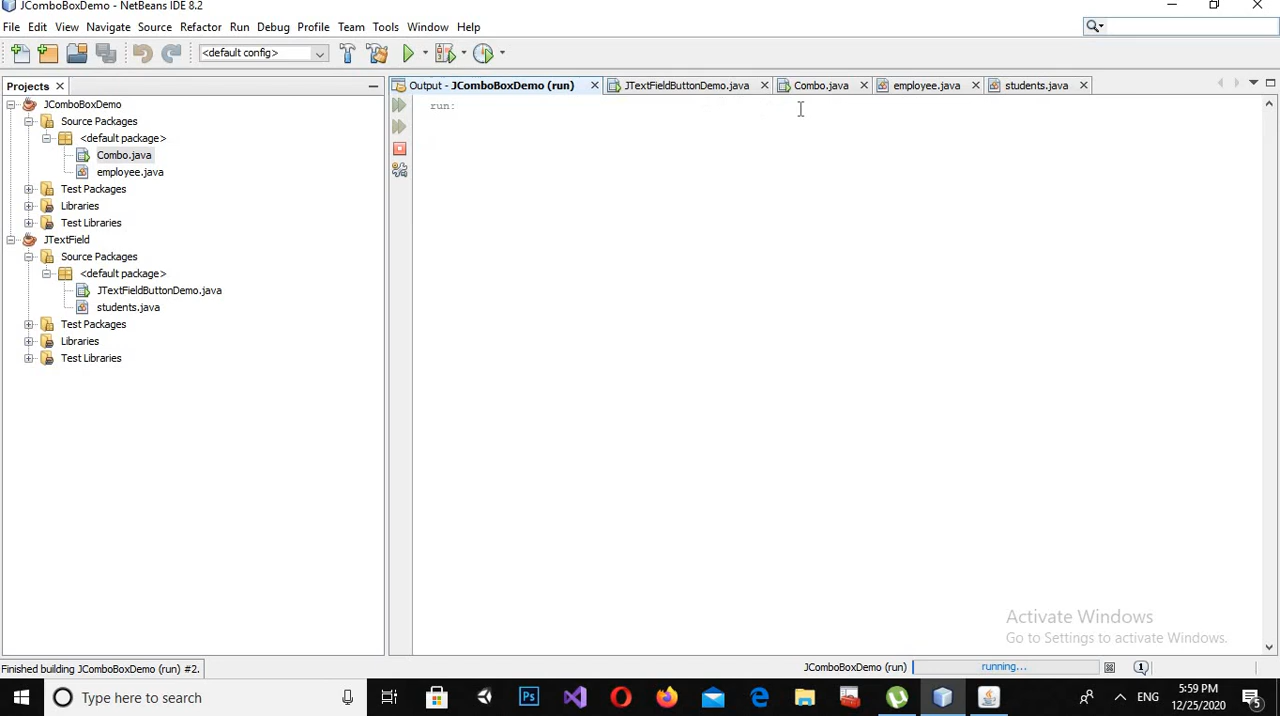 JComboBoxDemo - NetBeans IDE 8.2
File Edit View Navigate Source Refactor Run Debug Profile Team Tools Window Help
<default config>
Projects
Output - JComboBoxDemo (run)
JTextFieldButtonDemo.java
Combo.java
employee.java
students.java
JComboBoxDemo
Source Packages
<default package>
Combo.java
employee.java
Test Packages
Libraries
Test Libraries
JTextField
Source Packages
<default package>
JTextFieldButtonDemo.java
students.java
Test Packages
Libraries
Test Libraries
run:
Activate Windows
Go to Settings to activate Windows.
Finished building JComboBoxDemo (run) #2.
JComboBoxDemo (run)
running...
1
Type here to search
Ps
ENG
5:59 PM
12/25/2020
5